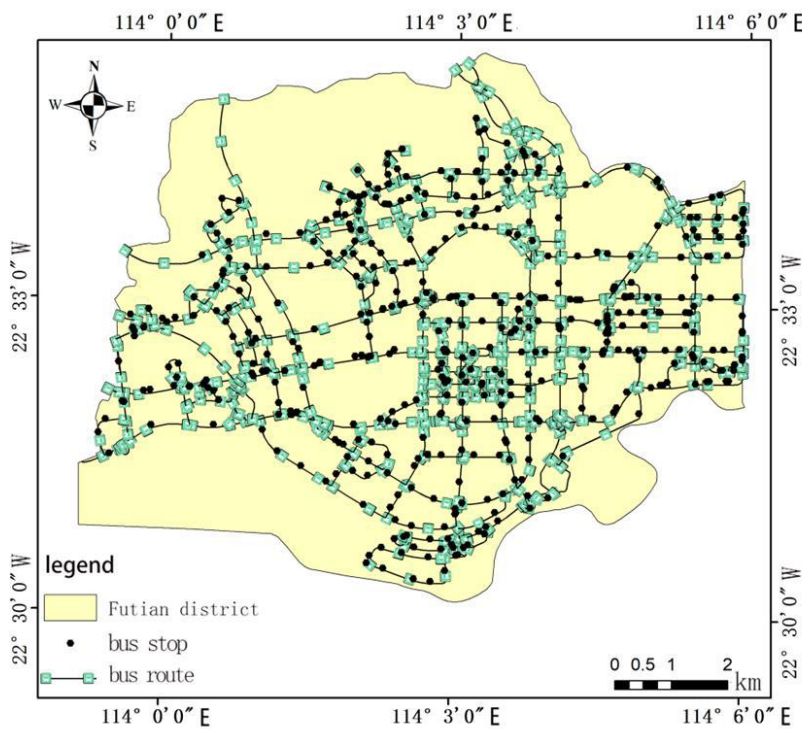 114° 0′0″E 114° 3′0″E 114° 6′0″E
N
W E
S
22° 33′0″W
22° 33′0″W
legend
Futian district
bus stop
bus route
22° 30′0″W
22° 30′0″W
0 0.5 1 2
km
114° 0′0″E 114° 3′0″E 114° 6′0″E